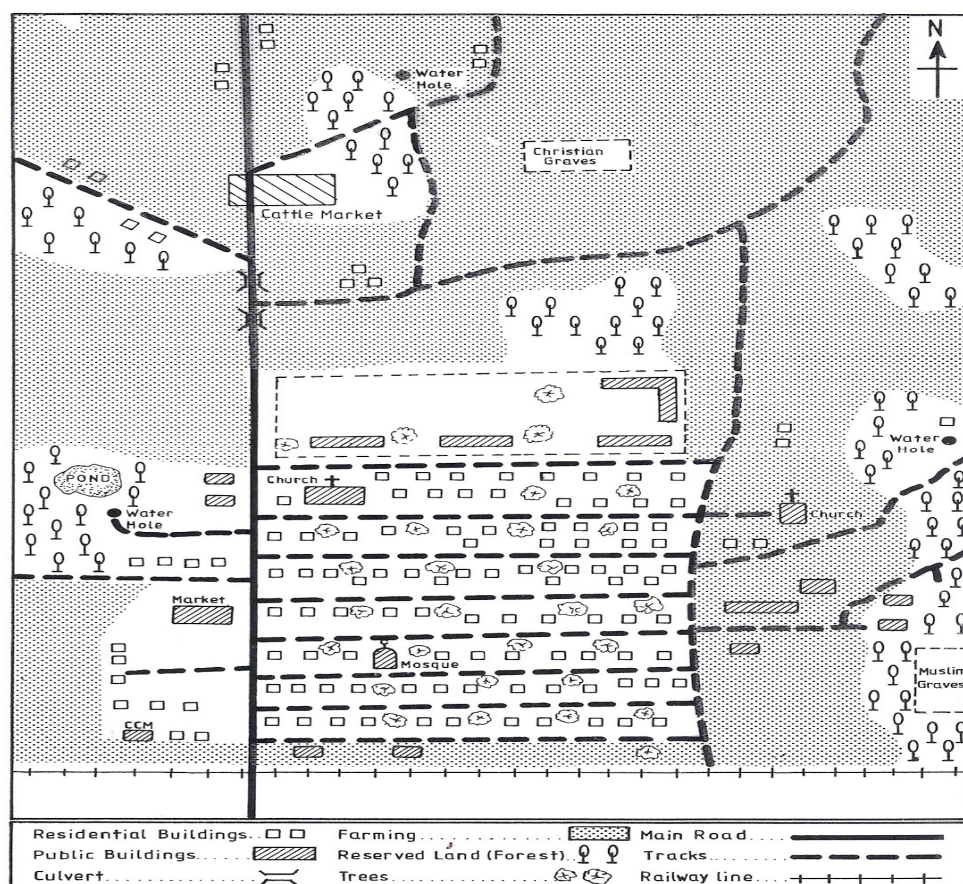 N
Water
Hole
Christian
Graves
Cattle Market
Water
Hole
POND
Church
Water
Hole
Church
Market
Mosque
Muslim
Graves
CCM
Residential Buildings..
Farming..........
Main Road....
Public Buildings.......
Reserved Land (Forest).
Tracks........
Culvert............
Trees..............
Railway line..